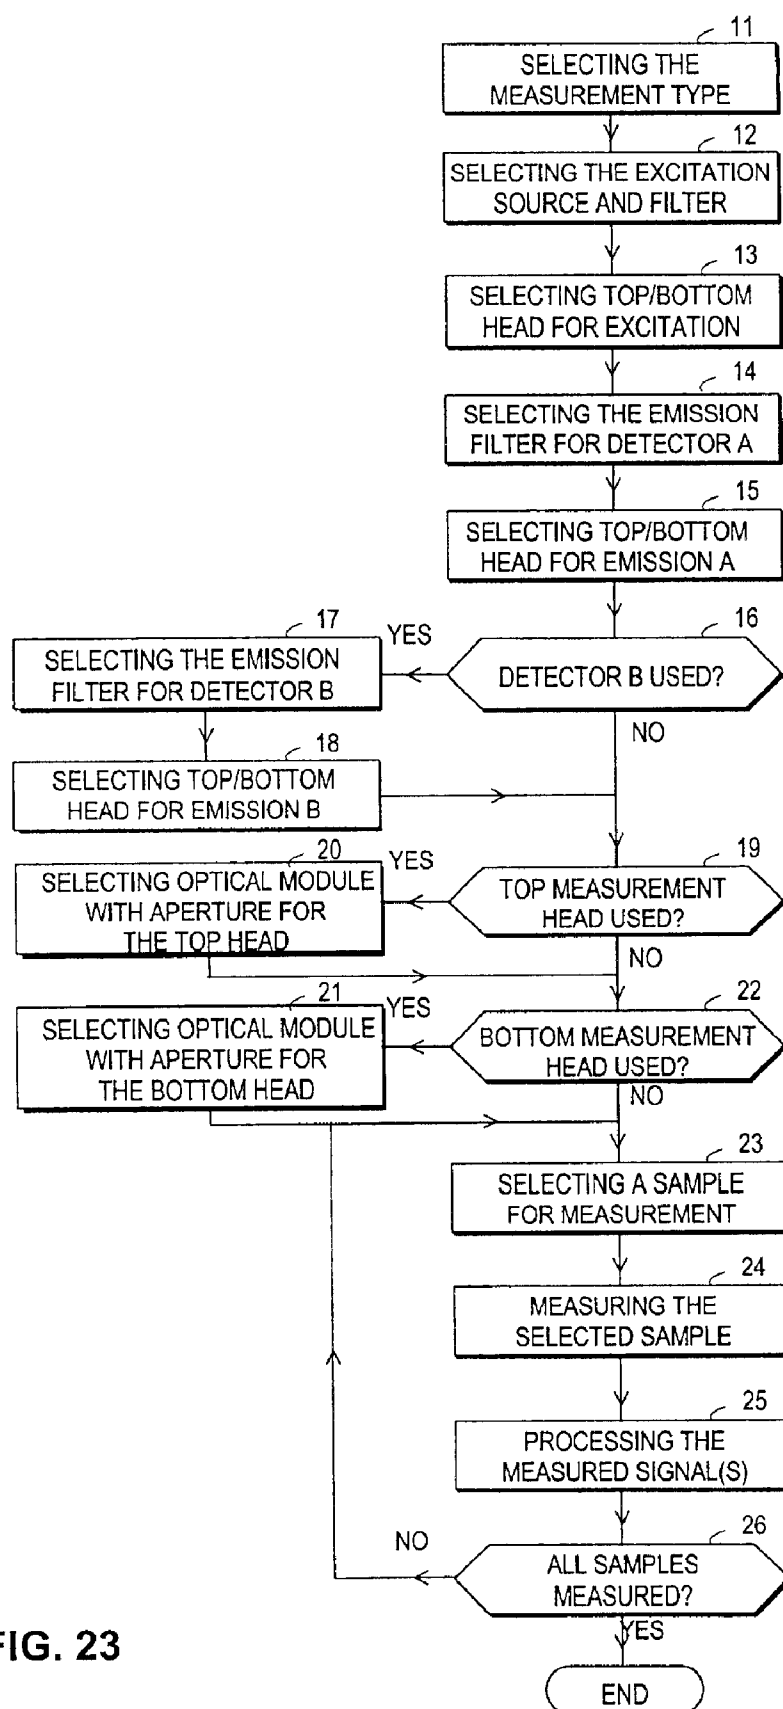 11
SELECTING THE
MEASUREMENT TYPE
12
SELECTING THE EXCITATION
SOURCE AND FILTER
13
SELECTING TOP/BOTTOM
HEAD FOR EXCITATION
14
SELECTING THE EMISSION
FILTER FOR DETECTOR A
15
SELECTING TOP/BOTTOM
HEAD FOR EMISSION A
16
DETECTOR B USED?
YES
NO
17
SELECTING THE EMISSION
FILTER FOR DETECTOR B
18
SELECTING TOP/BOTTOM
HEAD FOR EMISSION B
19
TOP MEASUREMENT
HEAD USED?
YES
NO
20
SELECTING OPTICAL MODULE
WITH APERTURE FOR
THE TOP HEAD
22
BOTTOM MEASUREMENT
HEAD USED?
YES
NO
21
SELECTING OPTICAL MODULE
WITH APERTURE FOR
THE BOTTOM HEAD
23
SELECTING A SAMPLE
FOR MEASUREMENT
24
MEASURING THE
SELECTED SAMPLE
25
PROCESSING THE
MEASURED SIGNAL(S)
26
ALL SAMPLES
MEASURED?
NO
YES
END
FIG. 23